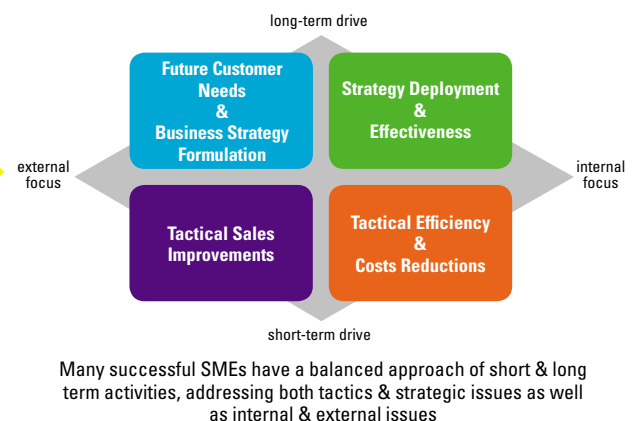 long-term drive
Future Customer
Needs
&
Business Strategy
Formulation
Strategy Deployment
&
Effectiveness
external
focus
internal
focus
Tactical Sales
Improvements
Tactical Efficiency
&
Costs Reductions
short-term drive
Many successful SMEs have a balanced approach of short & long
term activities, addressing both tactics & strategic issues as well
as internal & external issues